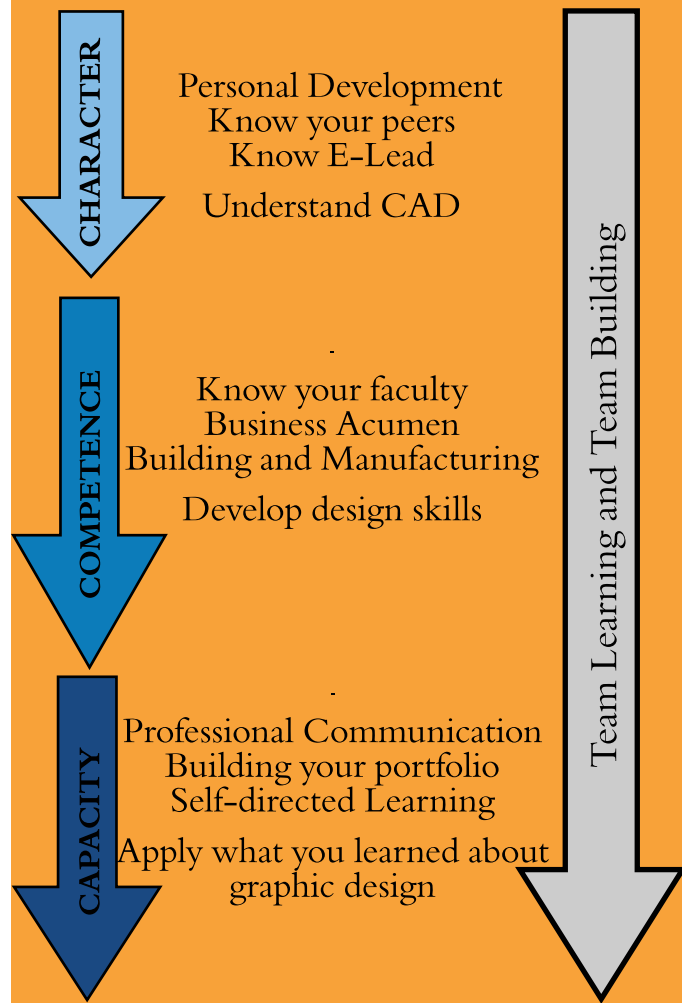 CHARACTER
Personal Development
Know your peers
Know E-Lead
Understand CAD
COMPETENCE
-
Know your faculty
Business Acumen
Building and Manufacturing
Develop design skills
CAPACITY
-
Professional Communication
Building your portfolio
Self-directed Learning
Apply what you learned about
graphic design
Team Learning and Team Building